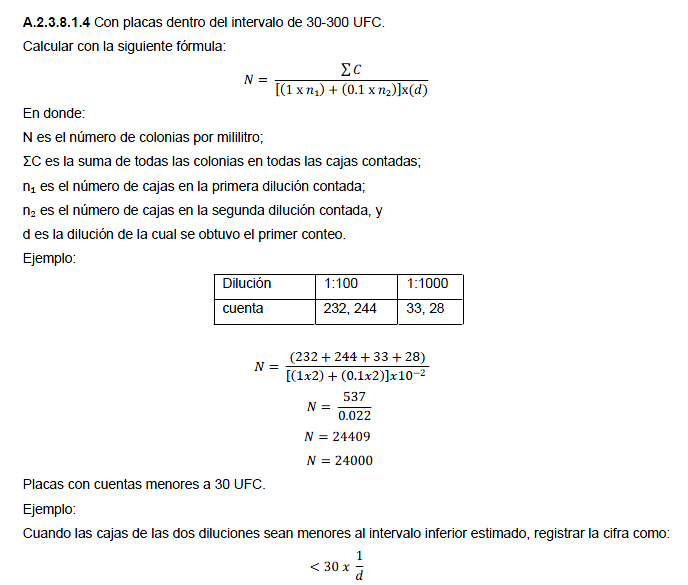 A.2.3.8.1.4 Con placas dentro del intervalo de 30-300 UFC.
Calcular con la siguiente fórmula:
N = ∑ C / [(1 x n₁) + (0.1 x n₂)]x(d)
En donde:
N es el número de colonias por mililitro;
ΣC es la suma de todas las colonias en todas las cajas contadas;
n₁ es el número de cajas en la primera dilución contada;
n₂ es el número de cajas en la segunda dilución contada, y
d es la dilución de la cual se obtuvo el primer conteo.
Ejemplo:
Dilución 1:100 1:1000
cuenta 232, 244 33, 28
N = (232 + 244 + 33 + 28) / [(1x2) + (0.1x2)]x10⁻²
N = 537 / 0.022
N = 24409
N = 24000
Placas con cuentas menores a 30 UFC.
Ejemplo:
Cuando las cajas de las dos diluciones sean menores al intervalo inferior estimado, registrar la cifra como:
< 30 x 1 / d